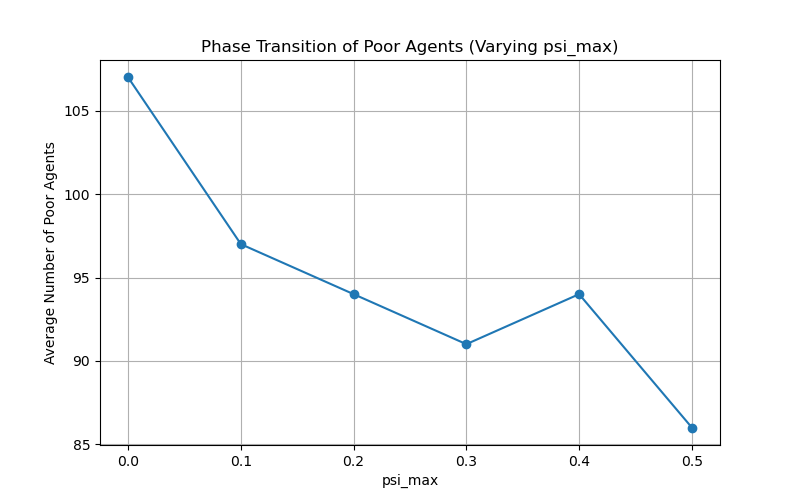 Phase Transition of Poor Agents (Varying psi_max)
Average Number of Poor Agents
105
100
95
90
85
0.0 0.1 0.2 0.3 0.4 0.5
psi_max